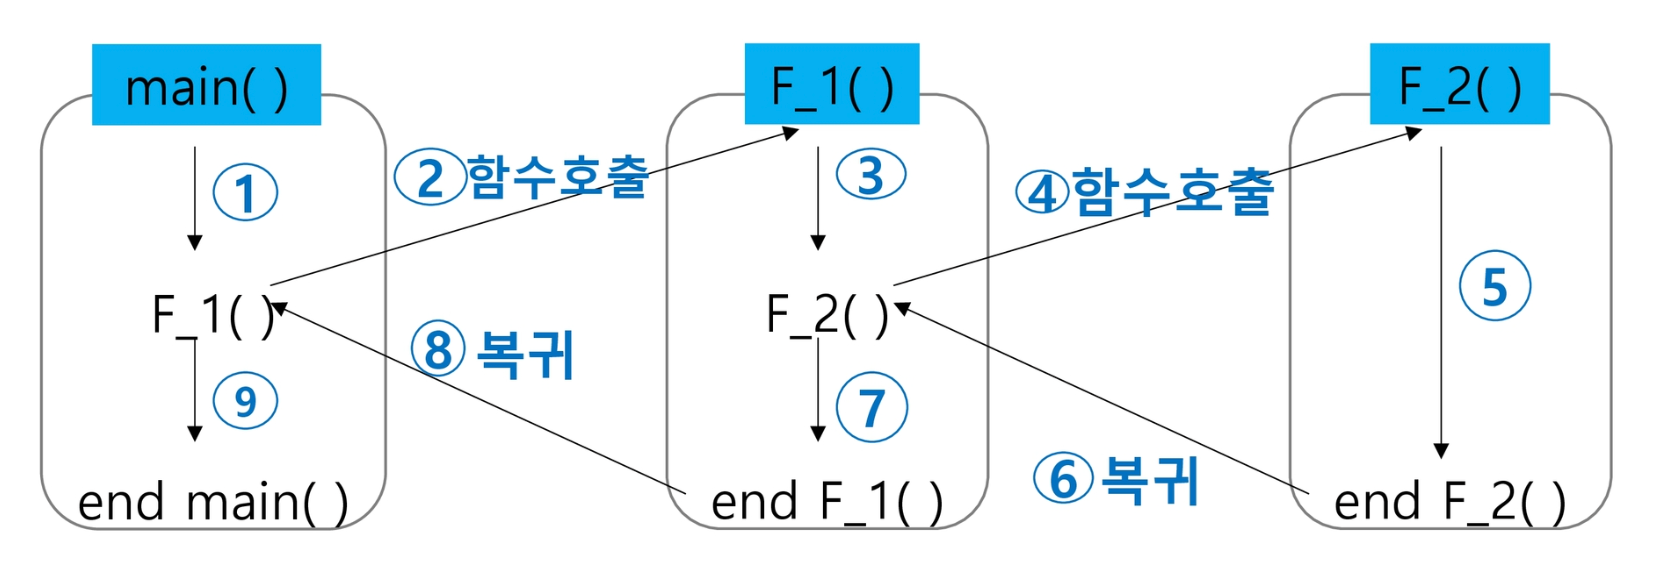 main( )
①
F_1( )
⑨
end main( )
②함수호출
⑧ 복귀
F_1( )
③
F_2( )
⑦
end F_1( )
④함수호출
⑥복귀
F_2( )
⑤
end F_2( )